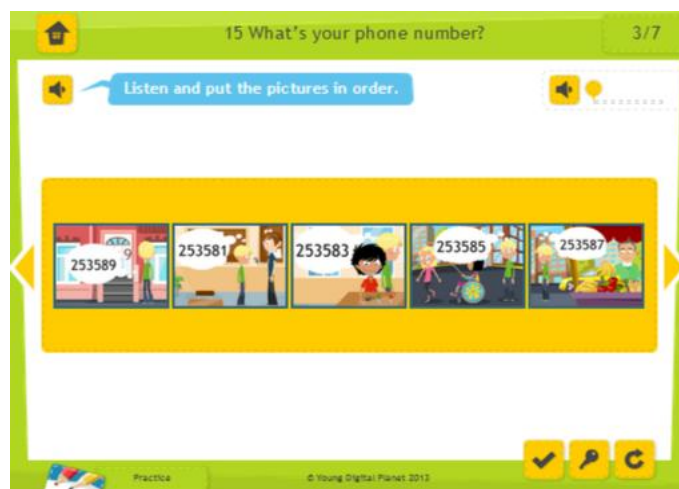 15 What's your phone number?
3/7
Listen and put the pictures in order.
9
253589
253581
253583
253585
253587
Practice
© Young Digital Planet 2013